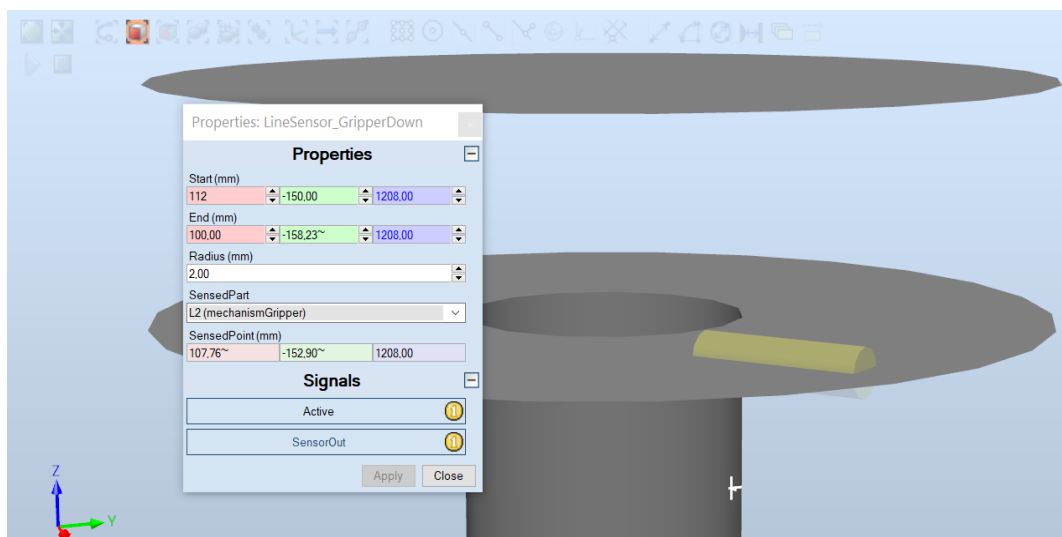 Properties: LineSensor_GripperDown
Properties
Start (mm)
112 -150,00 1208,00
End (mm)
100,00 -158,23~ 1208,00
Radius (mm)
2,00
SensedPart
L2 (mechanismGripper)
SensedPoint (mm)
107,76~ -152,90~ 1208,00
Signals
Active 1
SensorOut 1
Apply Close
Z
Y